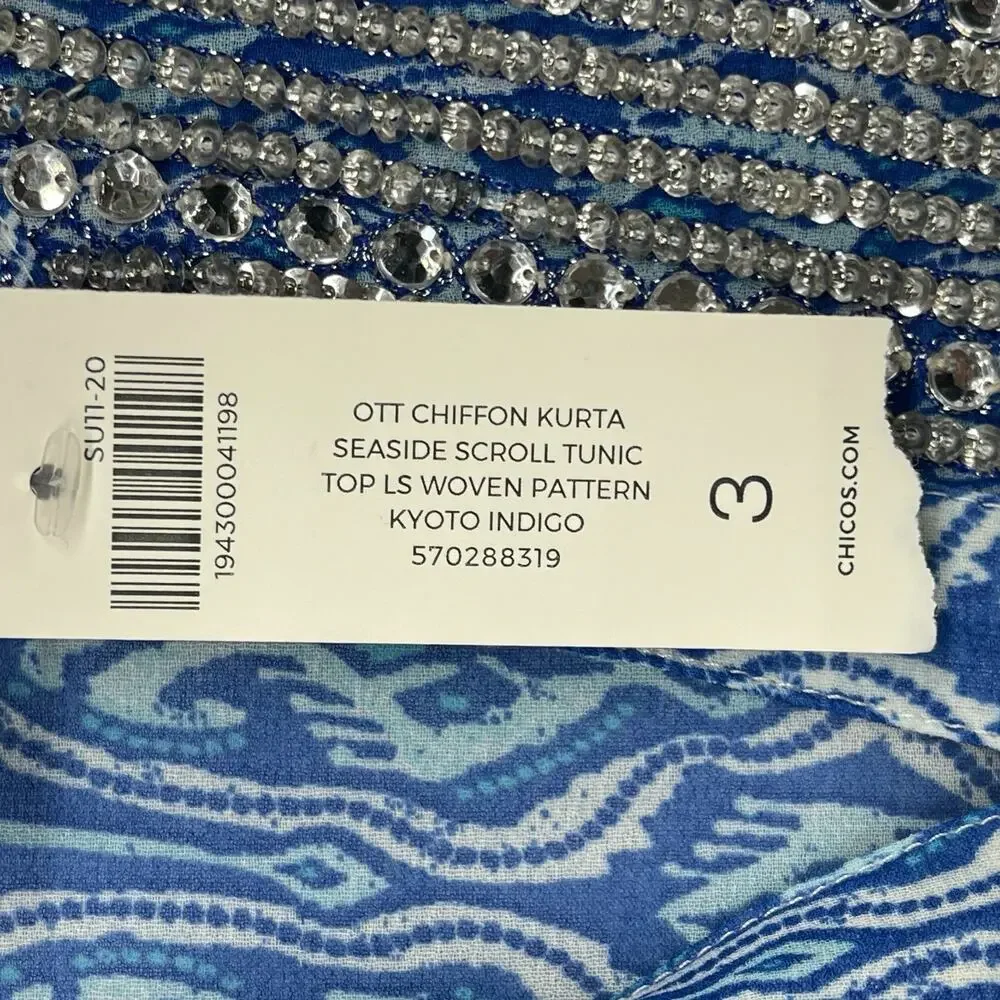 SU11-20
194300041198
OTT CHIFFON KURTA
SEASIDE SCROLL TUNIC
TOP LS WOVEN PATTERN
KYOTO INDIGO
570288319
3
CHICOS.COM